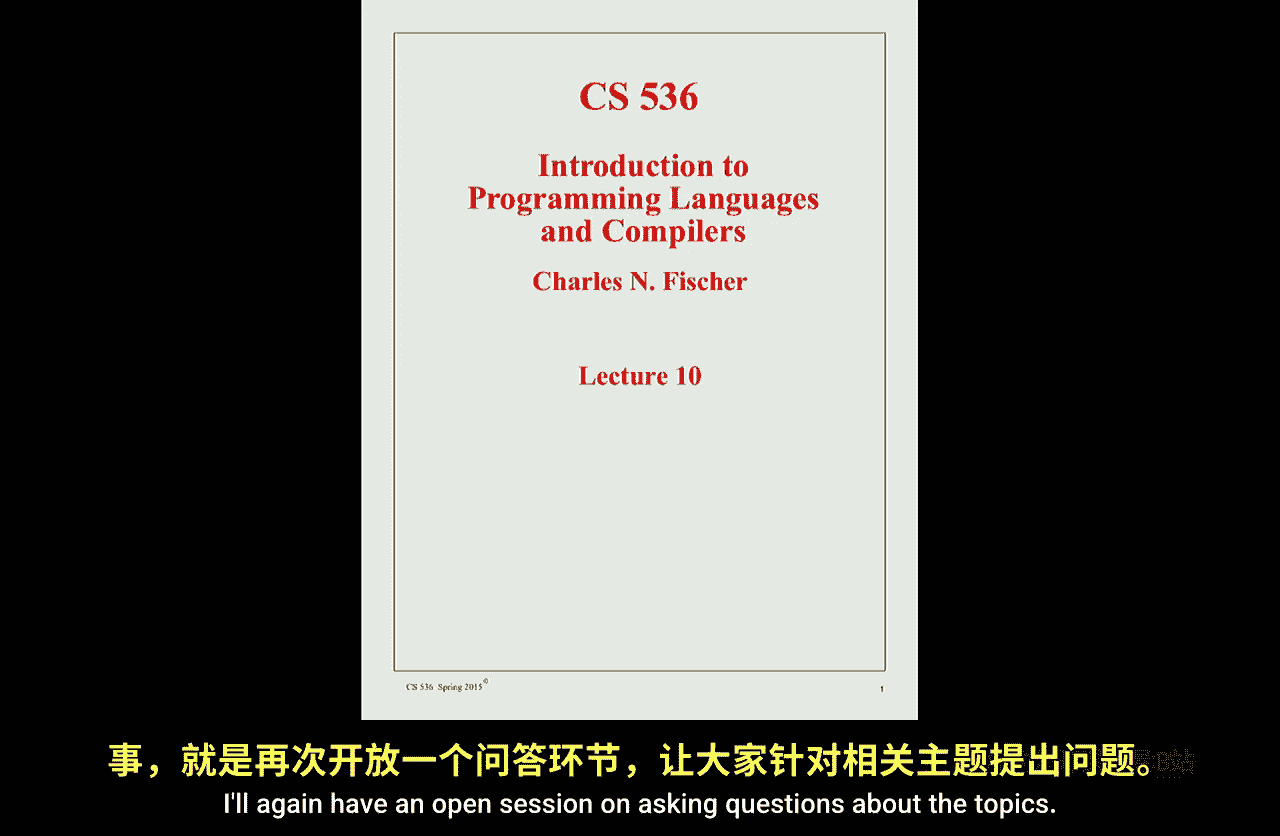 CS 536
Introduction to
Programming Languages
and Compilers
Charles N. Fischer
Lecture 10
CS 536 Spring 2015©
1
事，就是再次开放一个问答环节，让大家针对相关主题提出问题。
I'll again have an open session on asking questions about the topics.